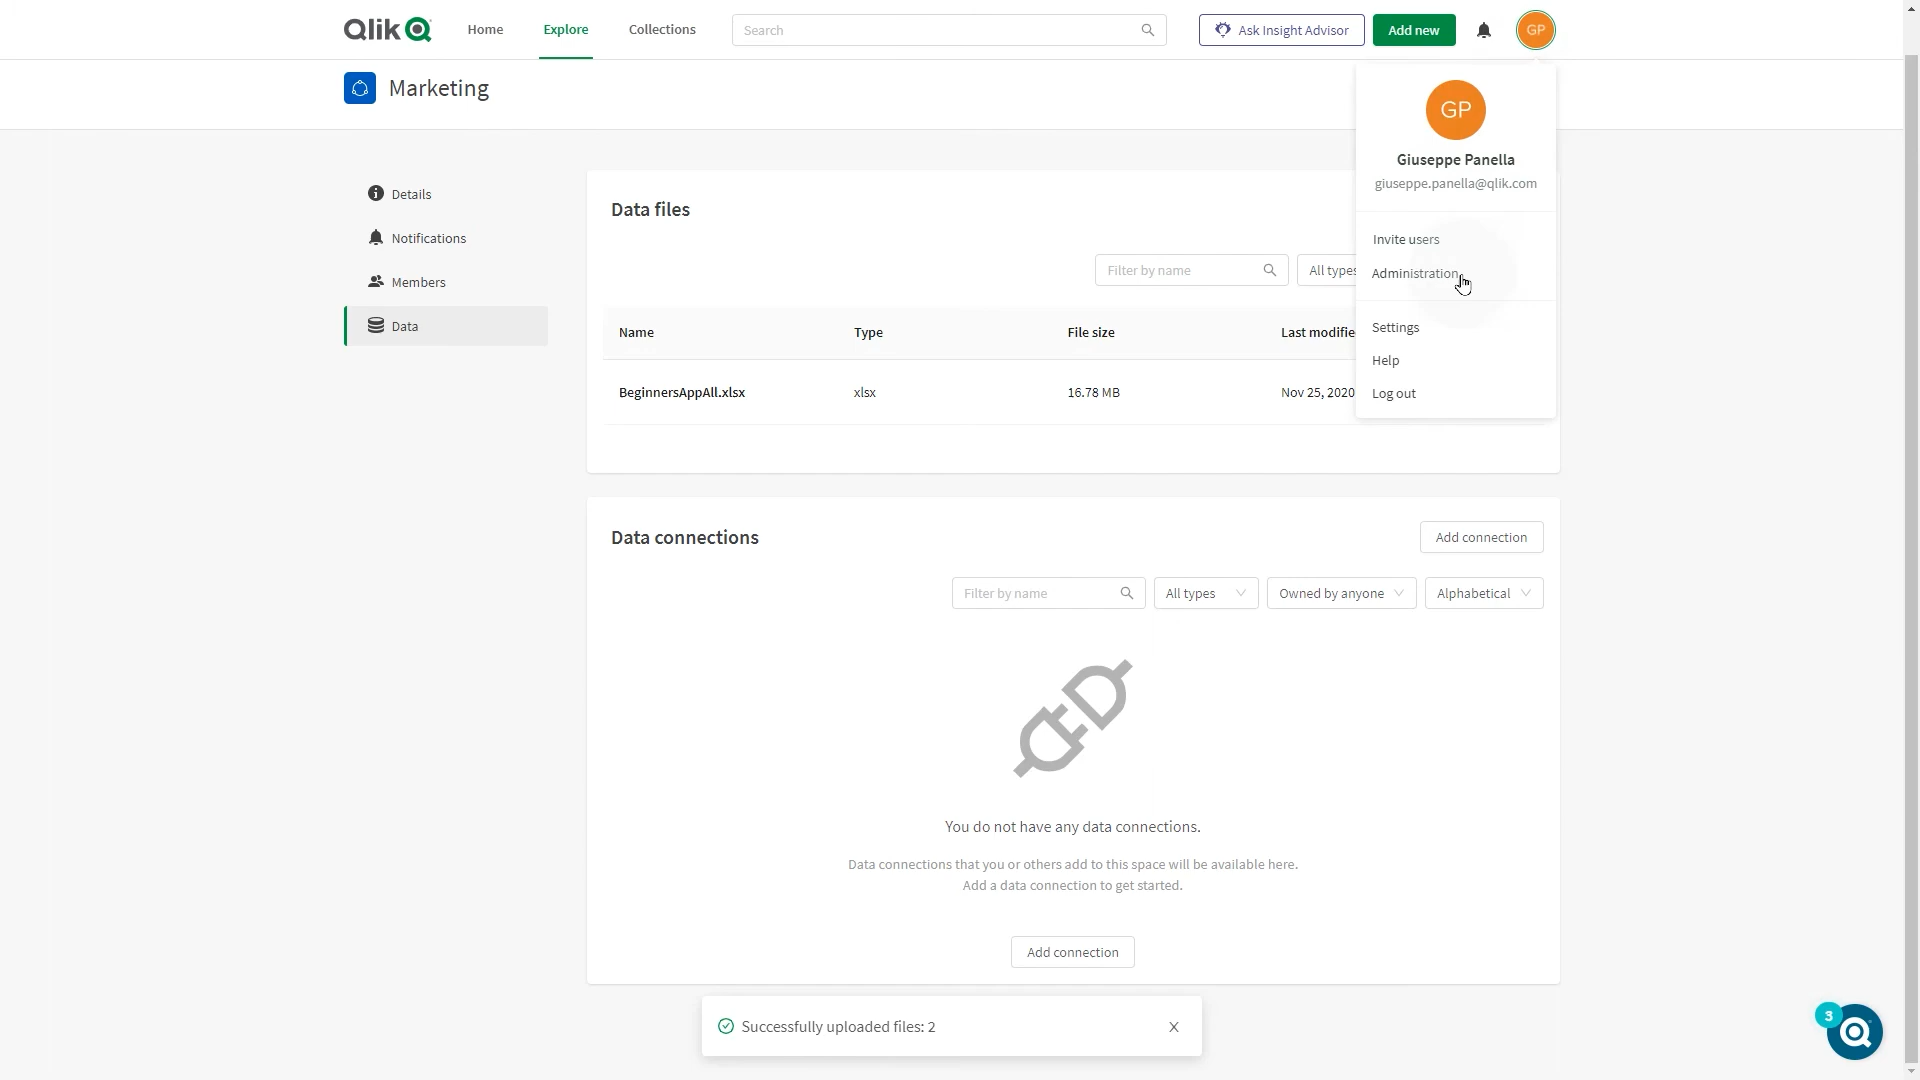 Qlik
Home
Explore
Collections
Search
Ask Insight Advisor
Add new
GP
Marketing
GP
Giuseppe Panella
giuseppe.panella@qlik.com
Invite users
Administration
Settings
Help
Log out
Details
Notifications
Members
Data
Data files
Filter by name
All types
Name
Type
File size
Last modifie
BeginnersAppAll.xlsx
xlsx
16.78 MB
Nov 25, 2020
Data connections
Add connection
Filter by name
All types
Owned by anyone
Alphabetical
You do not have any data connections.
Data connections that you or others add to this space will be available here.
Add a data connection to get started.
Add connection
Successfully uploaded files: 2
X
3